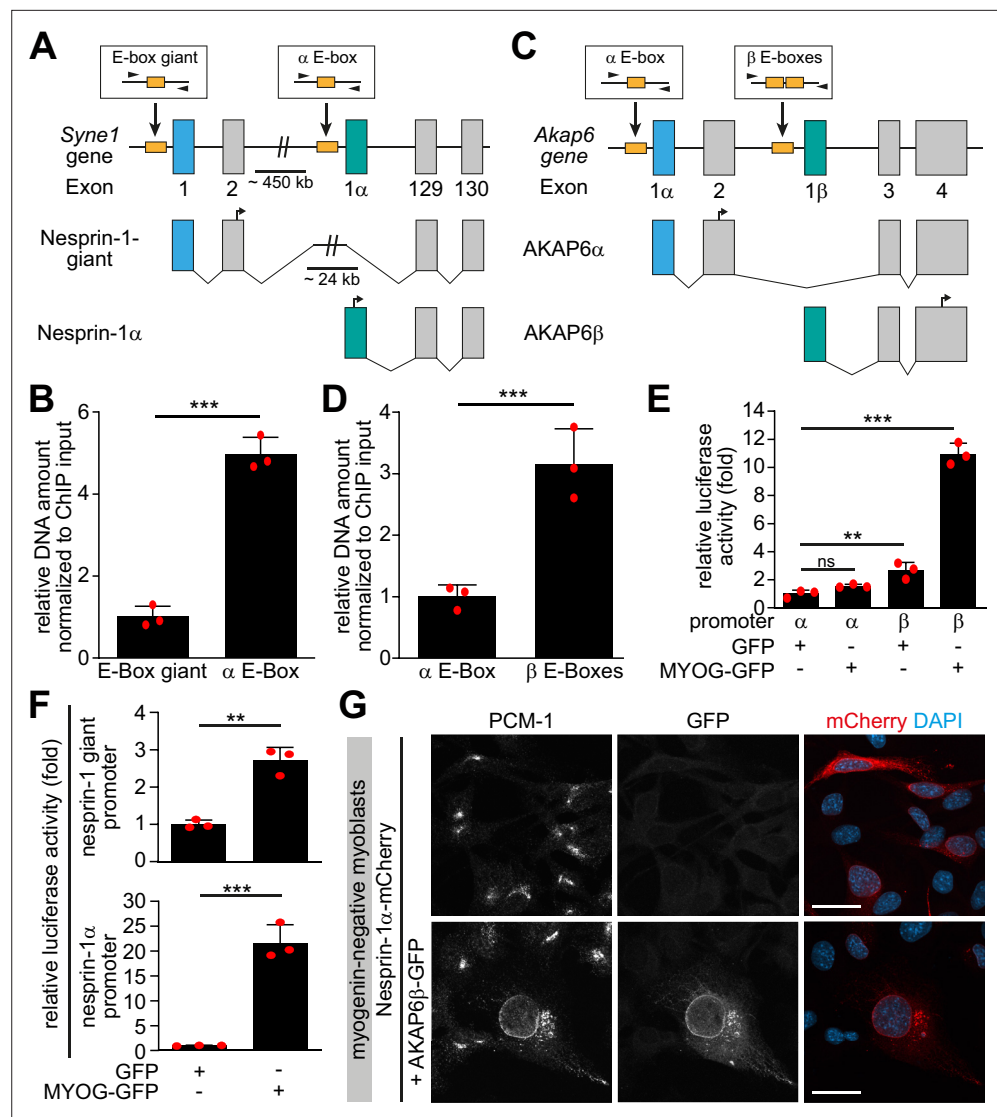 A
E-box giant
α E-box
Syne1
gene
~ 450 kb
Exon
1
2
1α
129
130
Nesprin-1-
giant
~ 24 kb
Nesprin-1α
C
α E-box
β E-boxes
Akap6
gene
Exon
1α
2
1β
3
4
AKAP6α
AKAP6β
B
relative DNA amount
normalized to ChIP input
6
4
2
0
***
E-Box giant
α E-Box
D
relative DNA amount
normalized to ChIP input
4
3
2
1
0
***
α E-Box
β E-Boxes
E
relative luciferase
activity (fold)
14
12
10
8
6
4
2
0
***
**
ns
promoter α α β β
GFP + - + -
MYOG-GFP - + - +
F
relative luciferase activity (fold)
nesprin-1 giant
promoter
4
3
2
1
0
**
nesprin-1α
promoter
25
20
15
10
5
0
***
GFP + -
MYOG-GFP - +
G
PCM-1
GFP
mCherry DAPI
myogenin-negative myoblasts
Nesprin-1α-mCherry
+ AKAP6β-GFP